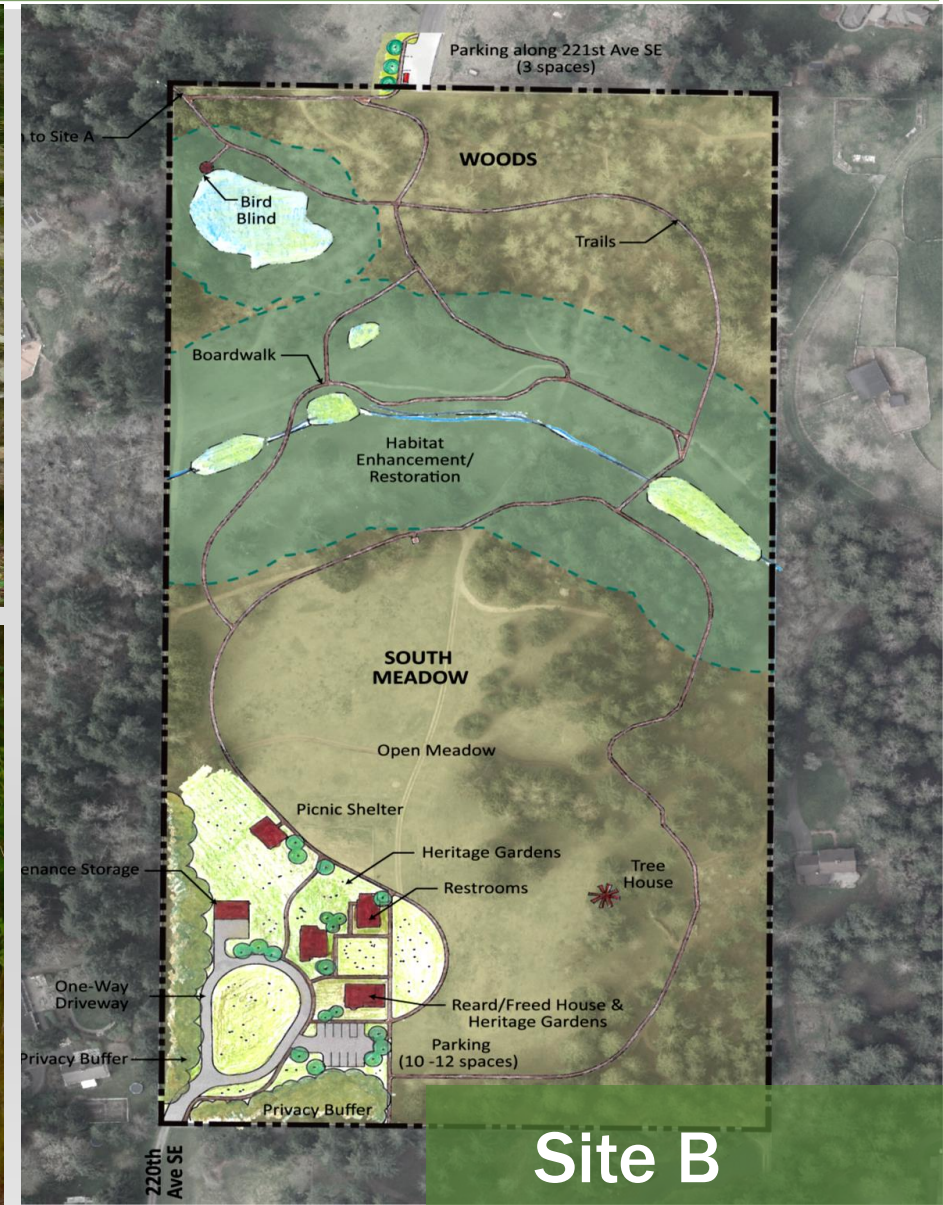 Parking along 221st Ave SE
(3 spaces)
to Site A
WOODS
Bird
Blind
Trails
Boardwalk
Habitat
Enhancement/
Restoration
SOUTH
MEADOW
Open Meadow
Picnic Shelter
Heritage Gardens
enance Storage
Restrooms
Tree
House
One-Way
Driveway
Reard/Freed House &
Heritage Gardens
Parking
(10 -12 spaces)
Privacy Buffer
Privacy Buffer
220th
Ave SE
Site B